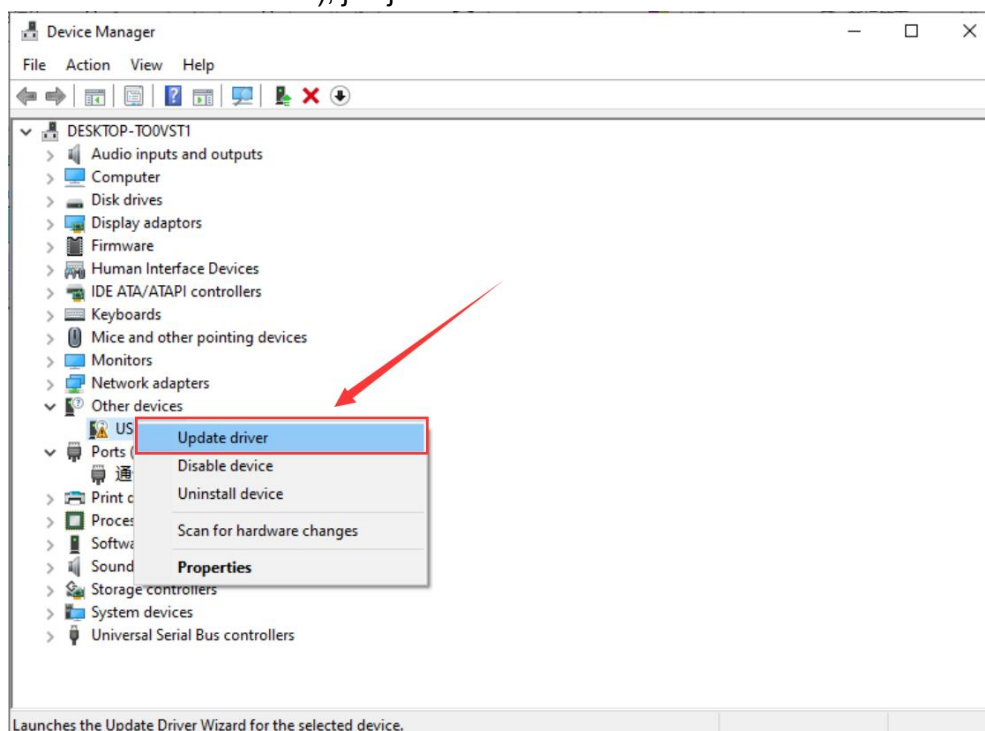 Device Manager
File Action View Help
DESKTOP-TO0VST1
Audio inputs and outputs
Computer
Disk drives
Display adaptors
Firmware
Human Interface Devices
IDE ATA/ATAPI controllers
Keyboards
Mice and other pointing devices
Monitors
Network adapters
Other devices
US
Update driver
Ports (
Disable device
通
Uninstall device
Print
Proces
Scan for hardware changes
Softwa
Sound
Properties
Storage controllers
System devices
Universal Serial Bus controllers
Launches the Update Driver Wizard for the selected device.